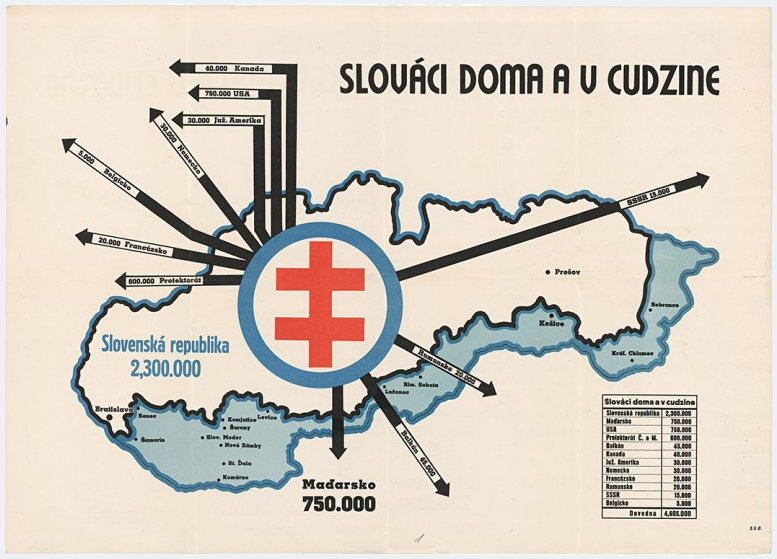 SLOVÁCI DOMA A V CUDZINE
40.000 Kanada
750.000 USA
30.000 Juž. Amerika
30.000 Nemecko
5.000 Belgicko
20.000 Francúzsko
600.000 Protektorát
SSSR 15.000
Prešov
Košice
Sobrance
Kráľ. Chlumec
Slovenská republika
2,300.000
Rumunsko 20.000
Rim. Sobota
Lučenec
Balkán 45.000
Bratislava
Senec
Šamorín
Komjatice
Levice
Šurany
Slov. Meder
Nové Zámky
St. Ďala
Komárno
Maďarsko
750.000
Slováci doma a v cudzine
Slovenská republika 2,300.000
Maďarsko 750.000
USA 750.000
Protektorát Č. a M. 600.000
Balkán 45.000
Kanada 40.000
Juž. Amerika 30.000
Nemecko 30.000
Francúzsko 20.000
Rumunsko 20.000
SSSR 15.000
Belgicko 5.000
Dovedna 4,605.000